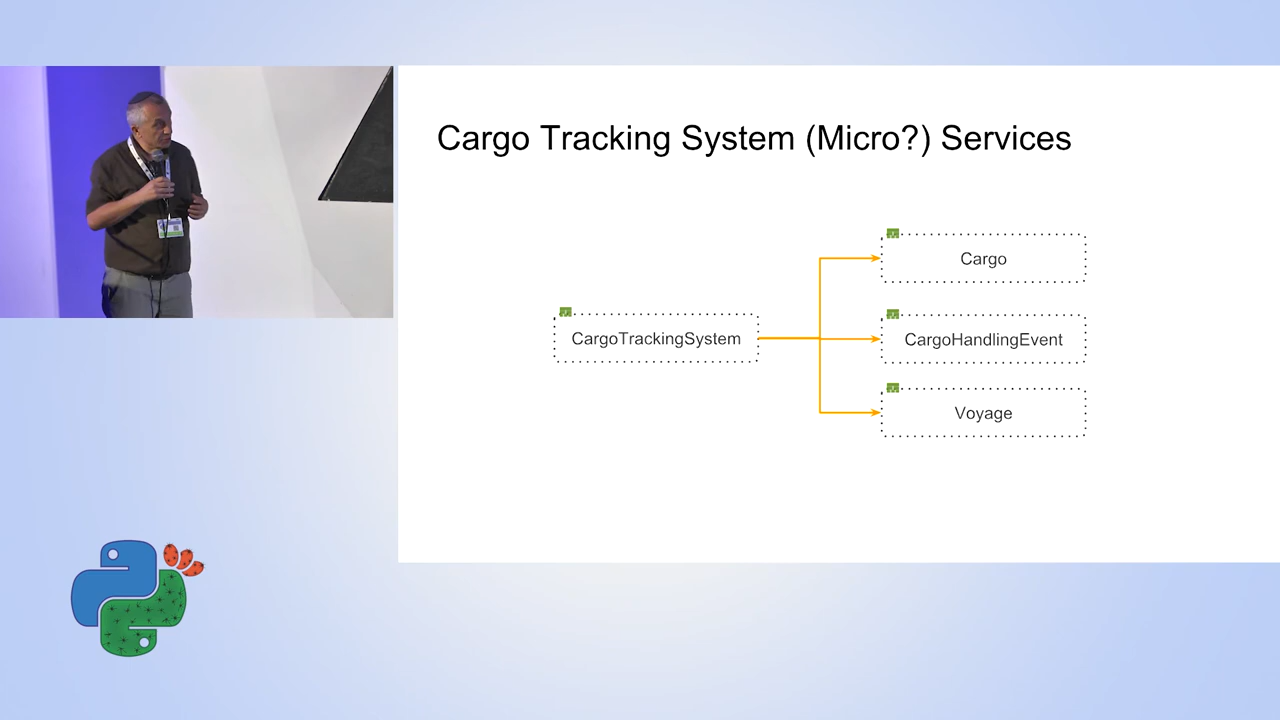 Cargo Tracking System (Micro?) Services
Cargo
CargoTrackingSystem
CargoHandlingEvent
Voyage